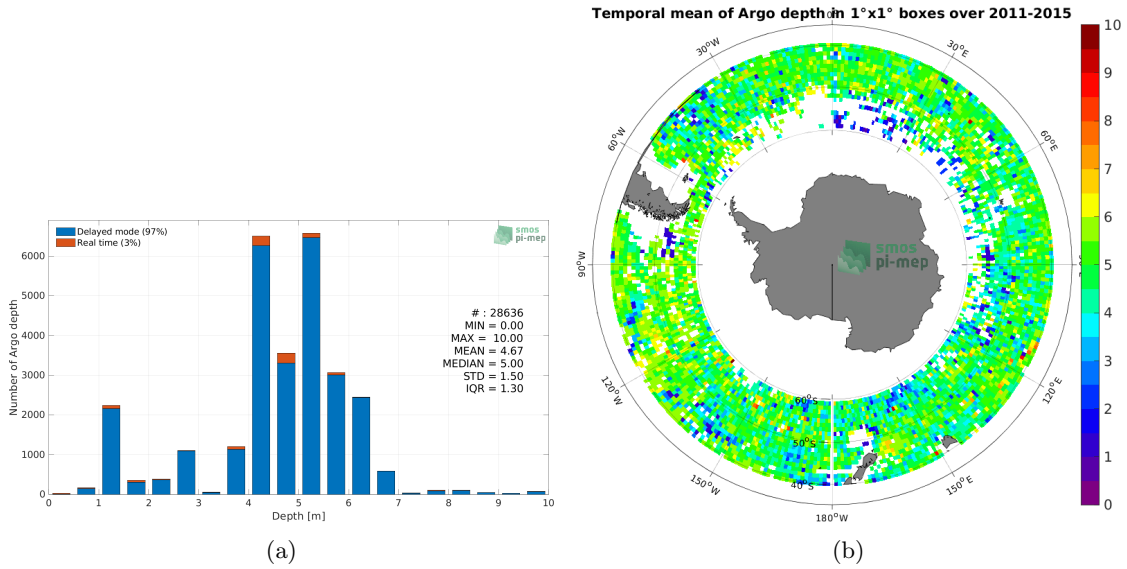 Delayed mode (97%)
Real time (3%)
smos
pi-mep
Number of Argo depth
6000
5000
4000
3000
2000
1000
0
# : 28636
MIN = 0.00
MAX = 10.00
MEAN = 4.67
MEDIAN = 5.00
STD = 1.50
IQR = 1.30
0 1 2 3 4 5 6 7 8 9 10
Depth [m]
(a)
Temporal mean of Argo depth in 1°x1° boxes over 2011-2015
30°W
30°E
60°W
60°E
90°W
120°W
120°E
150°W
150°E
180°W
60°S
50°S
40°S
smos
pi-mep
10
9
8
7
6
5
4
3
2
1
0
(b)